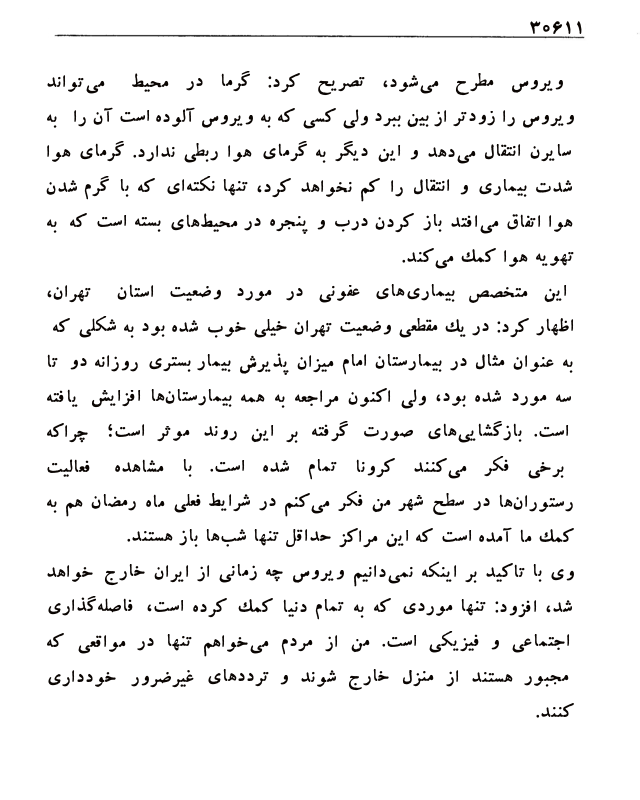 ۳۰۶۱۱
ویروس مطرح می‌شود، تصریح کرد: گرما در محیط می‌تواند
ویروس را زودتر از بین ببرد ولی کسی که به ویروس آلوده است آن را به
سایرن انتقال می‌دهد و این دیگر به گرمای هوا ربطی ندارد. گرمای هوا
شدت بیماری و انتقال را کم نخواهد کرد، تنها نکته‌ای که با گرم شدن
هوا اتفاق می‌افتد باز کردن درب و پنجره در محیط‌های بسته است که به
تهویه هوا کمك می‌کند.
این متخصص بیماری‌های عفونی در مورد وضعیت استان تهران،
اظهار کرد: در يك مقطعی وضعیت تهران خیلی خوب شده بود به شکلی که
به عنوان مثال در بیمارستان امام میزان پذیرش بیمار بستری روزانه دو تا
سه مورد شده بود، ولی اکنون مراجعه به همه بیمارستان‌ها افزایش یافته
است. بازگشایی‌های صورت گرفته بر این روند موثر است؛ چراکه
برخی فکر می‌کنند کرونا تمام شده است. با مشاهده فعالیت
رستوران‌ها در سطح شهر من فکر می‌کنم در شرایط فعلی ماه رمضان هم به
کمك ما آمده است که این مراکز حداقل تنها شب‌ها باز هستند.
وی با تاکید بر اینکه نمی‌دانیم ویروس چه زمانی از ایران خارج خواهد
شد، افزود: تنها موردی که به تمام دنیا کمك کرده است، فاصله‌گذاری
اجتماعی و فیزیکی است. من از مردم می‌خواهم تنها در مواقعی که
مجبور هستند از منزل خارج شوند و ترددهای غیرضرور خودداری
کنند.